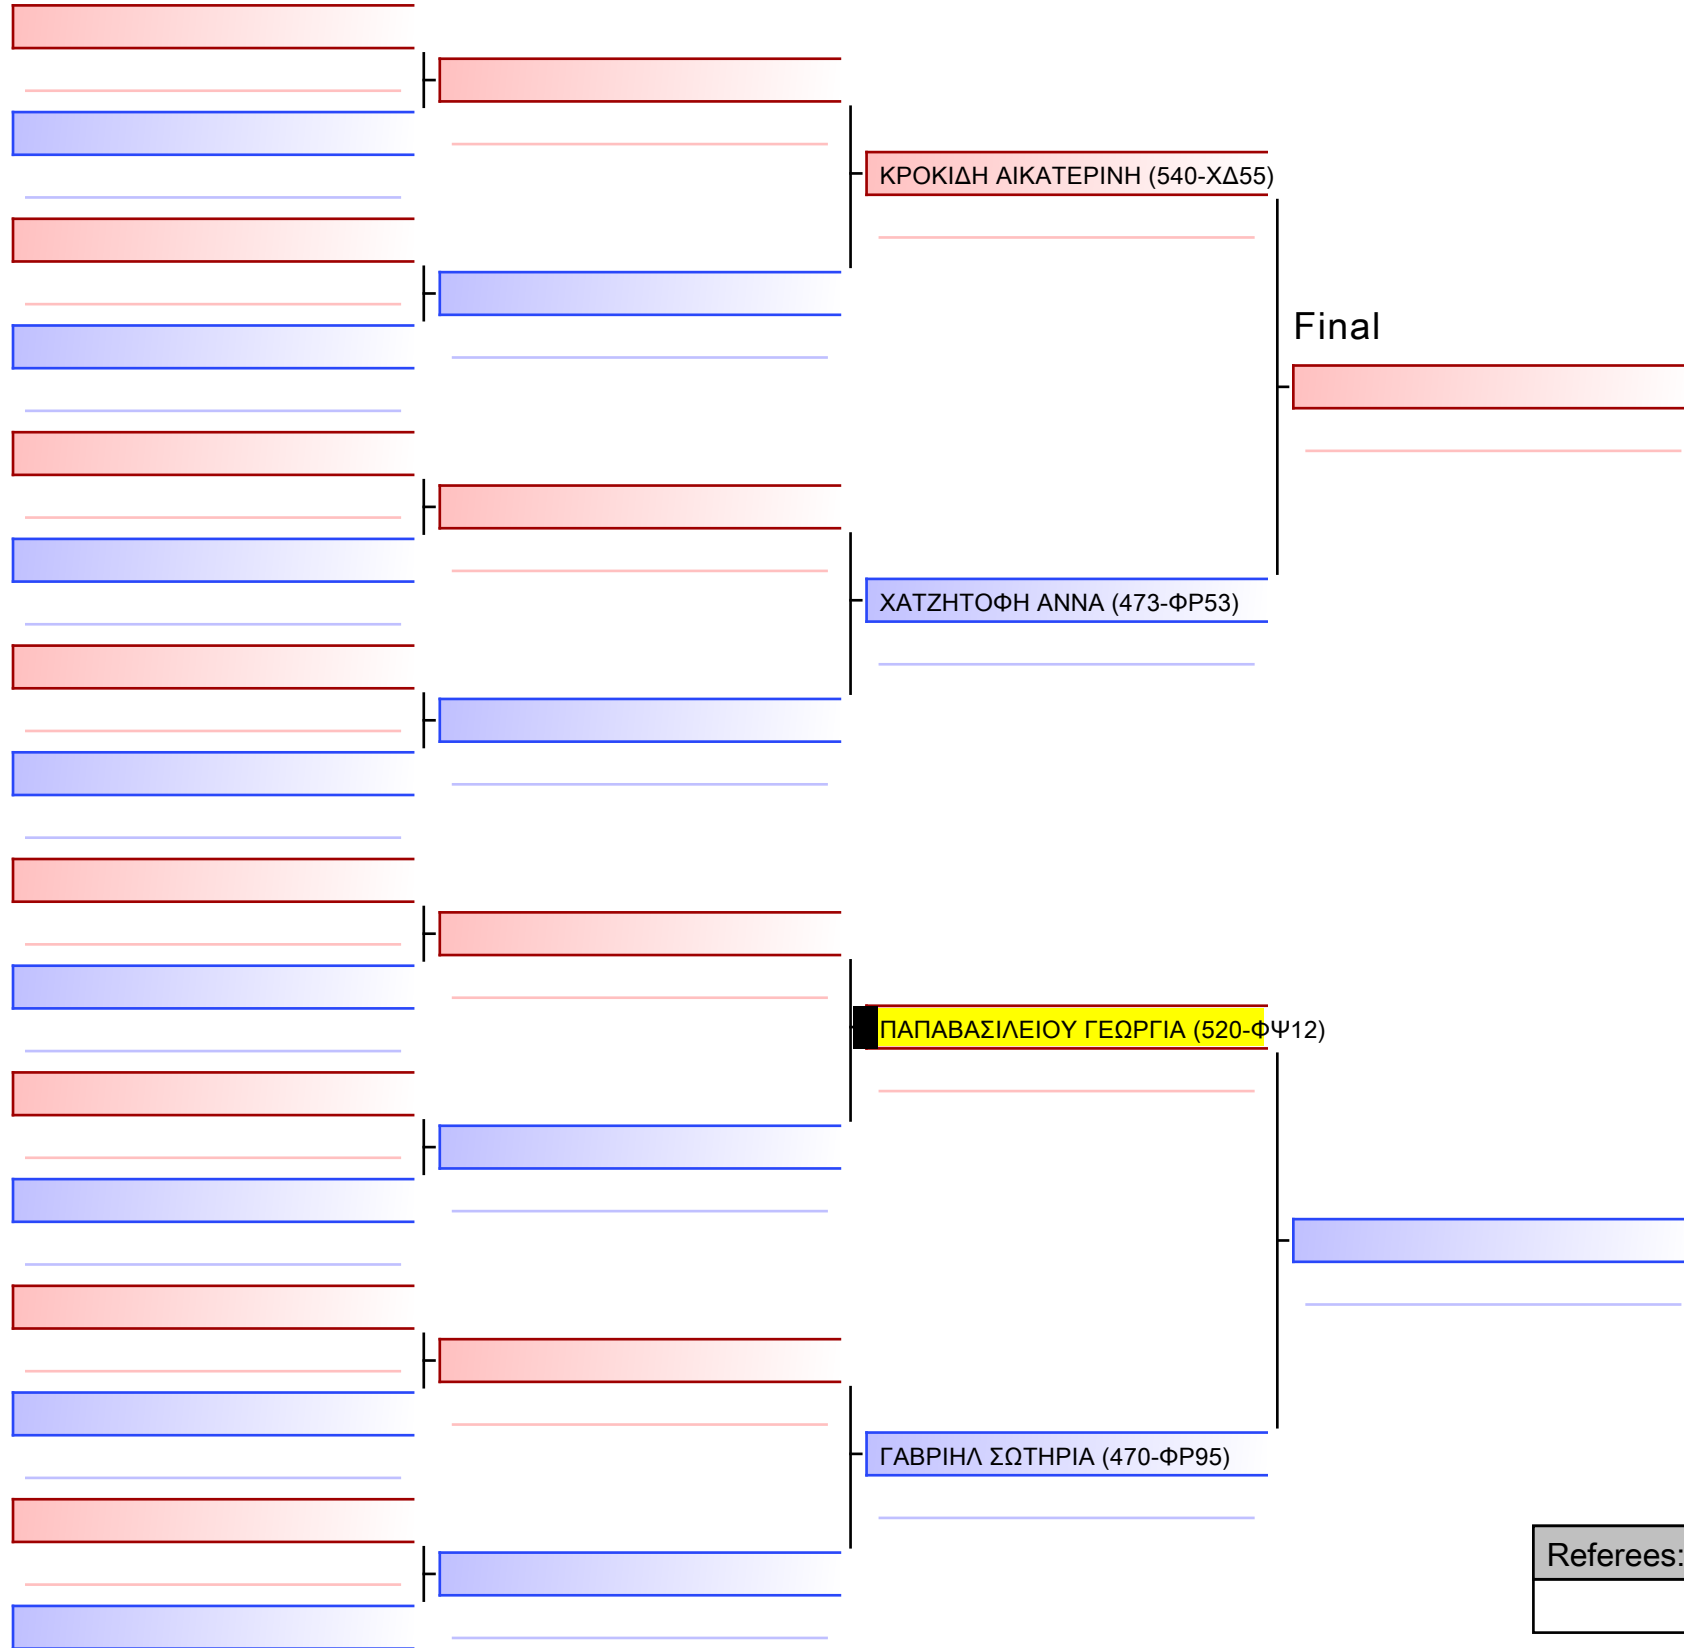 ΚΡΟΚΙΔΗ ΑΙΚΑΤΕΡΙΝΗ (540-ΧΔ55)
Final
ΧΑΤΖΗΤΟΦΗ ΑΝΝΑ (473-ΦΡ53)
ΠΑΠΑΒΑΣΙΛΕΙΟΥ ΓΕΩΡΓΙΑ (520-ΦΨ12)
ΓΑΒΡΙΗΛ ΣΩΤΗΡΙΑ (470-ΦΡ95)
Referees: